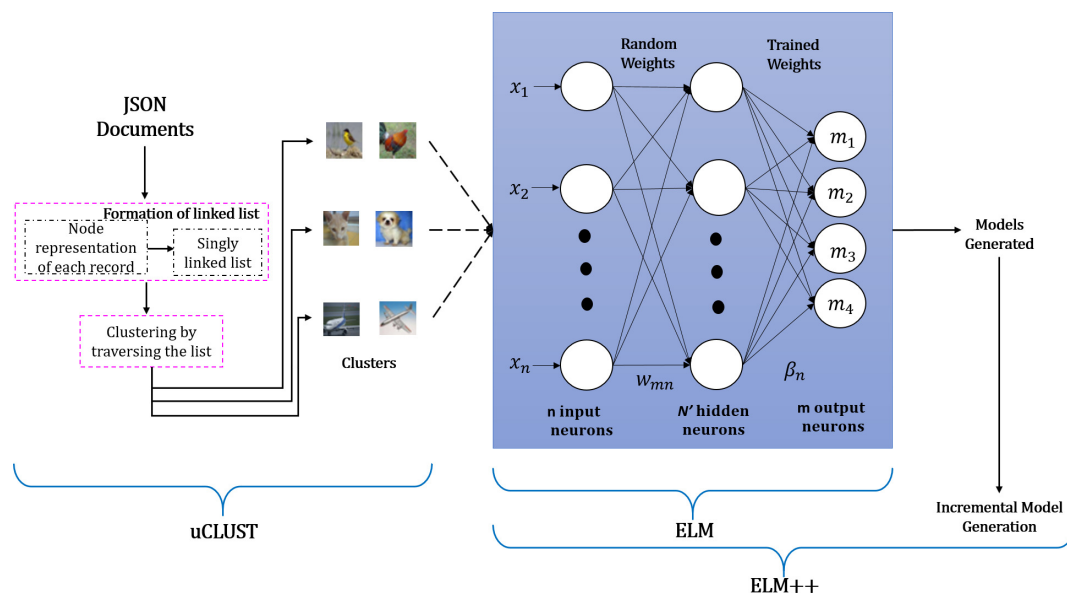 JSON
Documents
Formation of linked list
Node
representation
of each record
Singly
linked list
Clustering by
traversing the list
Clusters
uCLUST
Random
Weights
Trained
Weights
x₁
x₂
xₙ
wₘₙ
βₙ
m₁
m₂
m₃
m₄
n input
neurons
N′ hidden
neurons
m output
neurons
ELM
Models
Generated
Incremental Model
Generation
ELM++